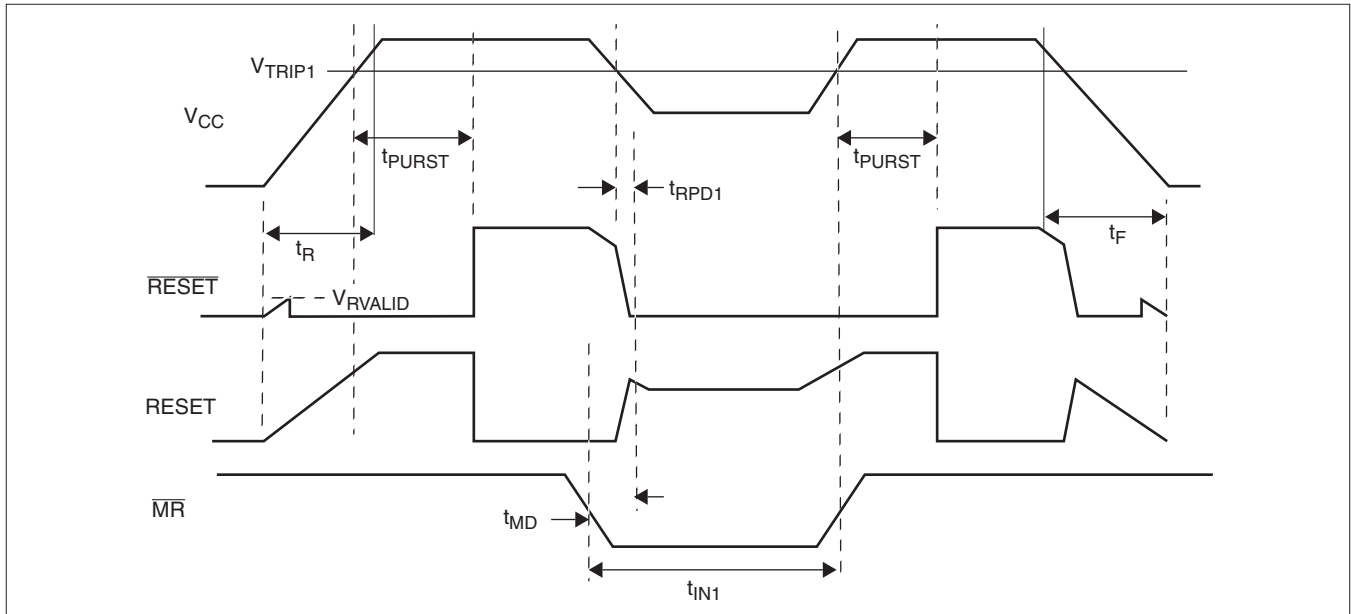 VTRIP1
VCC
tPURST
tPURST
tRPD1
tR
tF
RESET
VRVALID
RESET
MR
tMD
tIN1